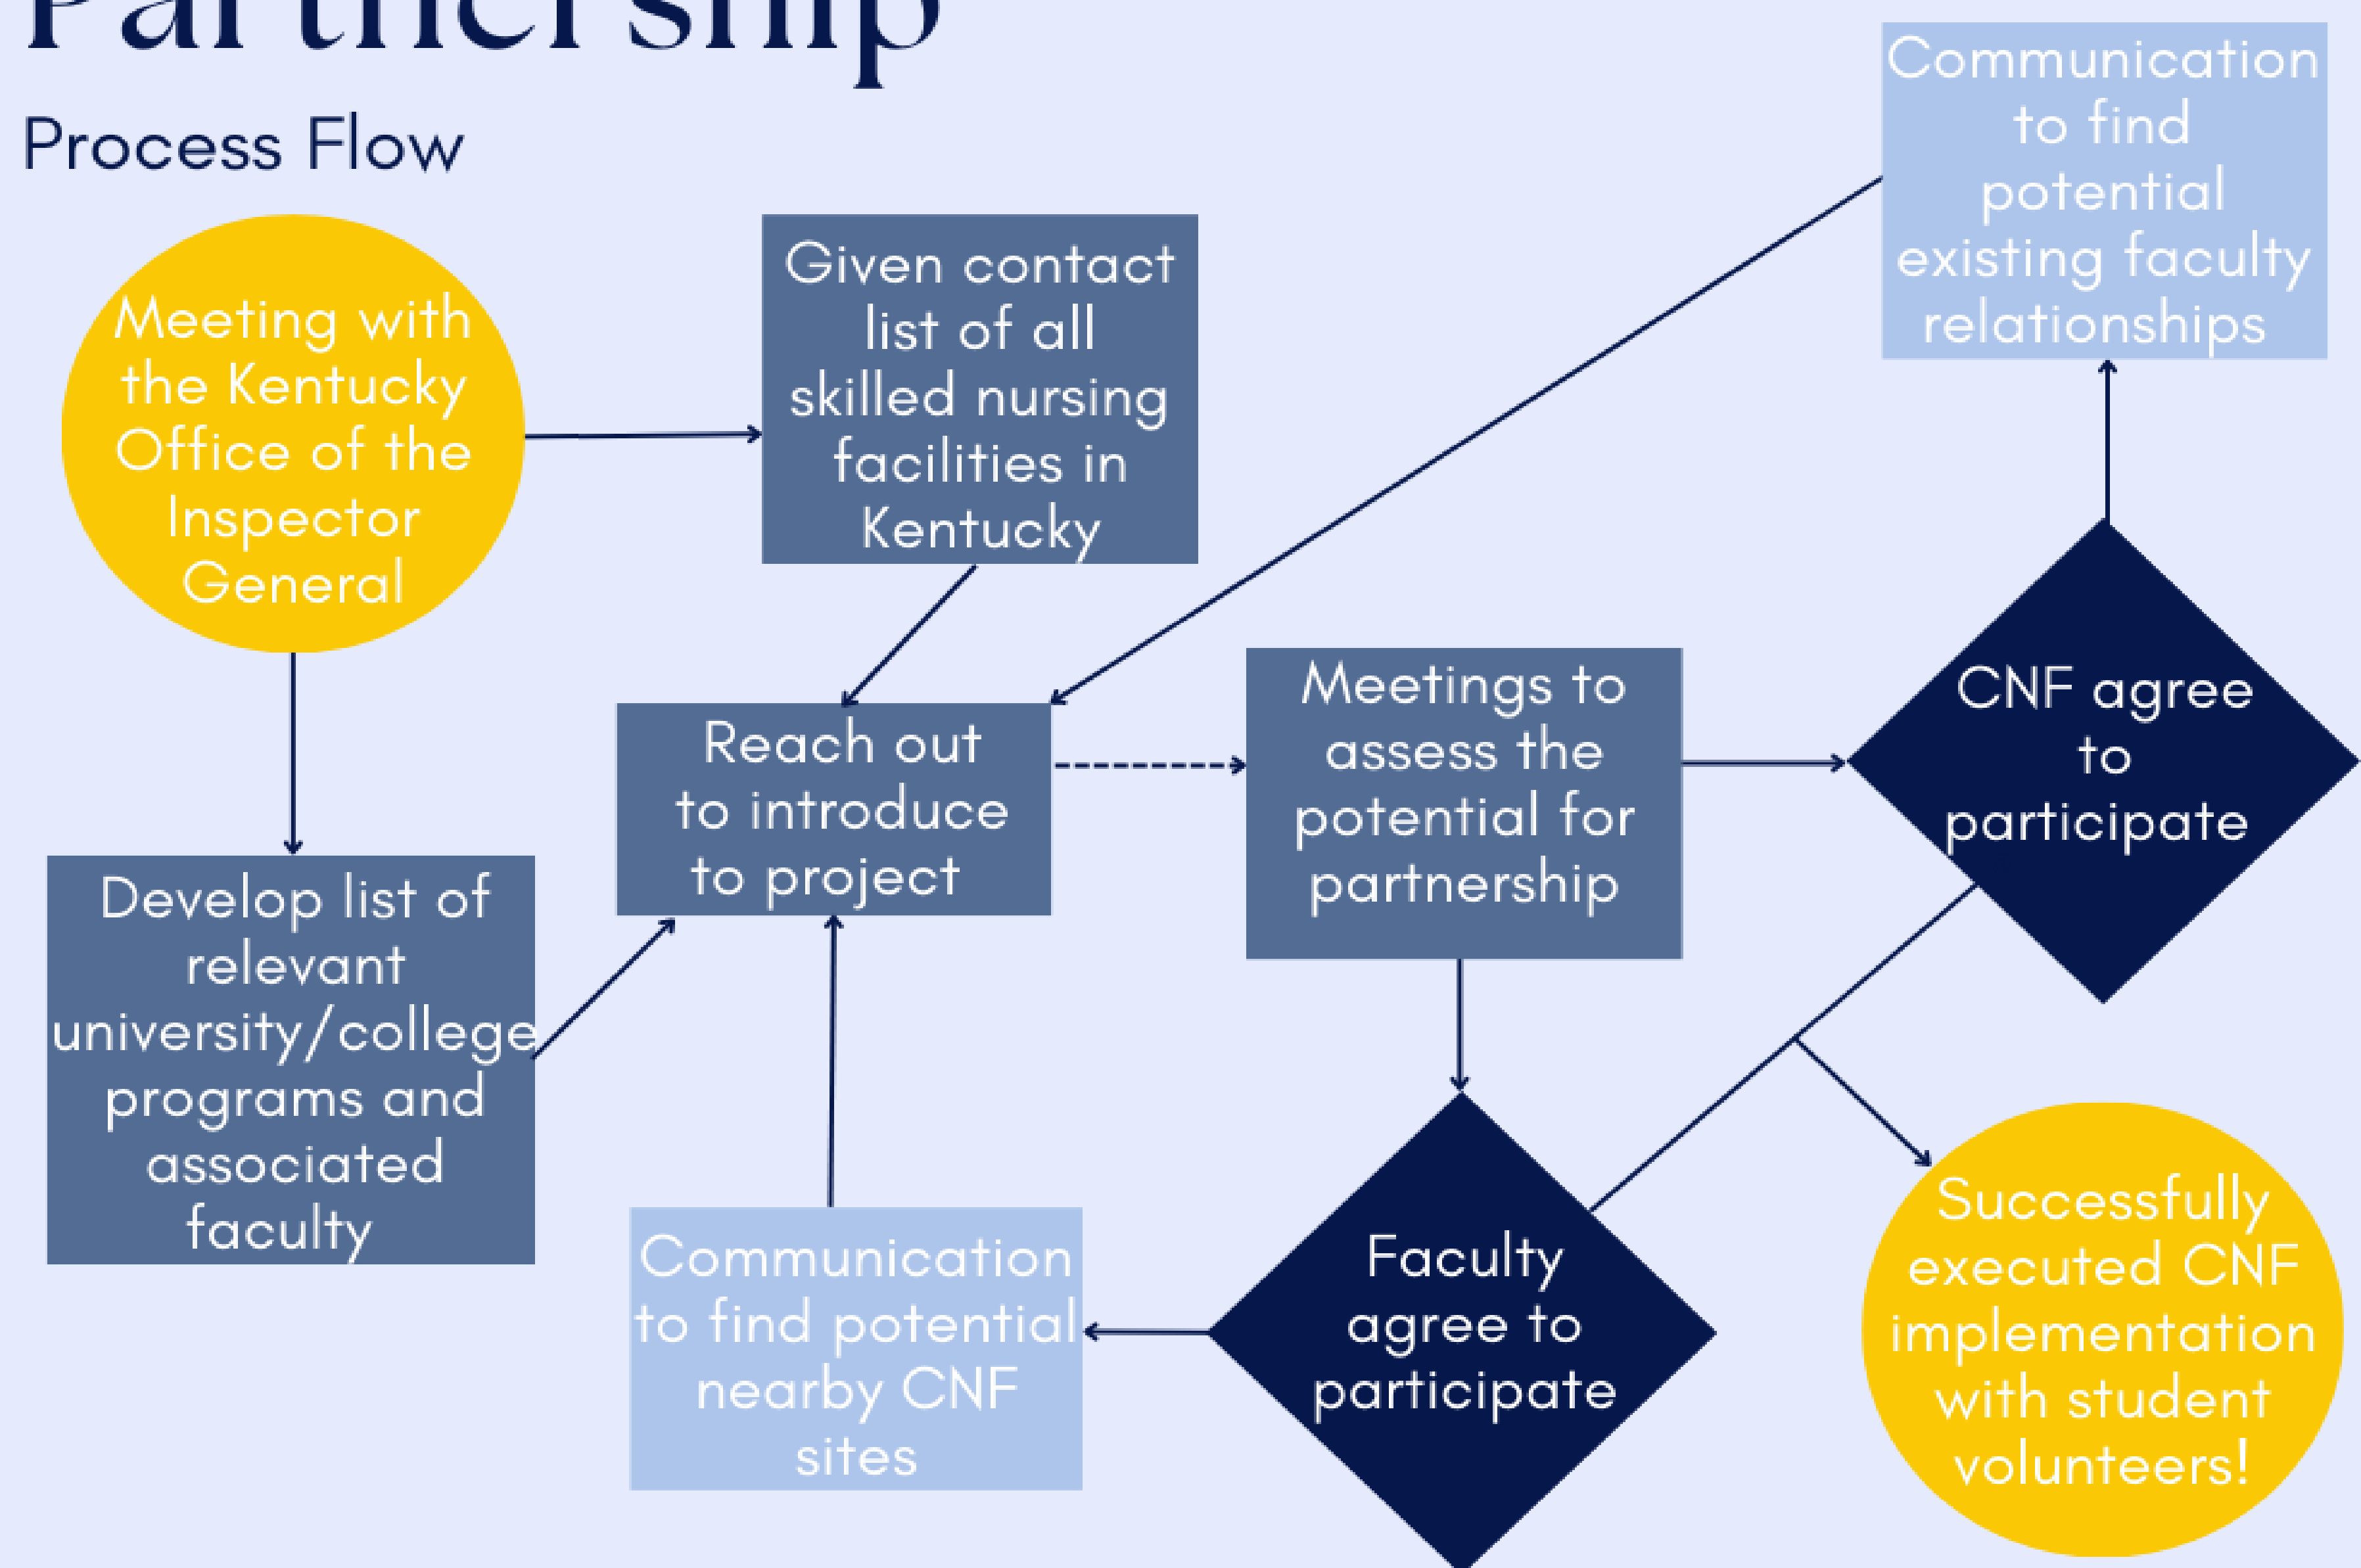 Partnership
Process Flow
Meeting with
the Kentucky
Office of the
Inspector
General
Given contact
list of all
skilled nursing
facilities in
Kentucky
Communication
to find
potential
existing faculty
relationships
Develop list of
relevant
university/college
programs and
associated
faculty
Reach out
to introduce
to project
Meetings to
assess the
potential for
partnership
CNF agree
to
participate
Communication
to find potential
nearby CNF
sites
Faculty
agree to
participate
Successfully
executed CNF
implementation
with student
volunteers!